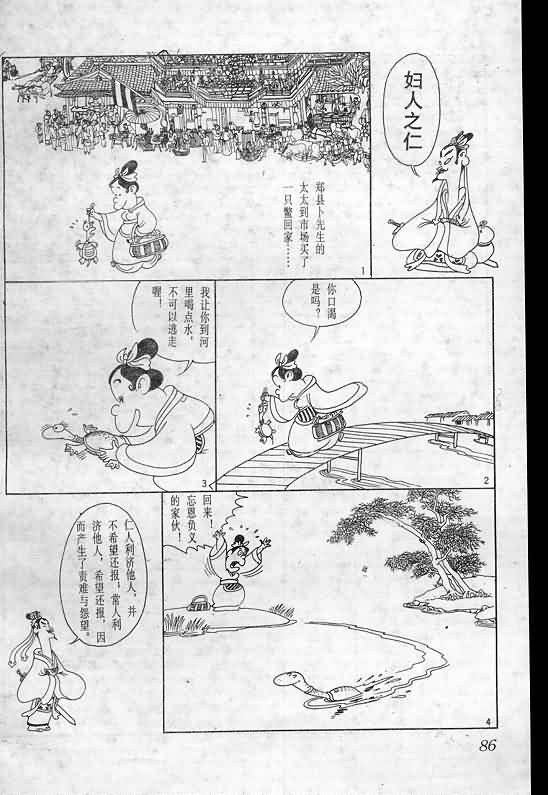 妇人之仁
郑县卜先生的
太太到市场买了
一只鳖回家……
1
你口渴
是吗？
2
我让你到河
里喝点水，
不可以逃走
喔！
3
回来！
忘恩负义
的家伙！
4
仁人利济他人，并
不希望还报；常人利
济他人，希望还报，因
而产生了责难与怨望。
86